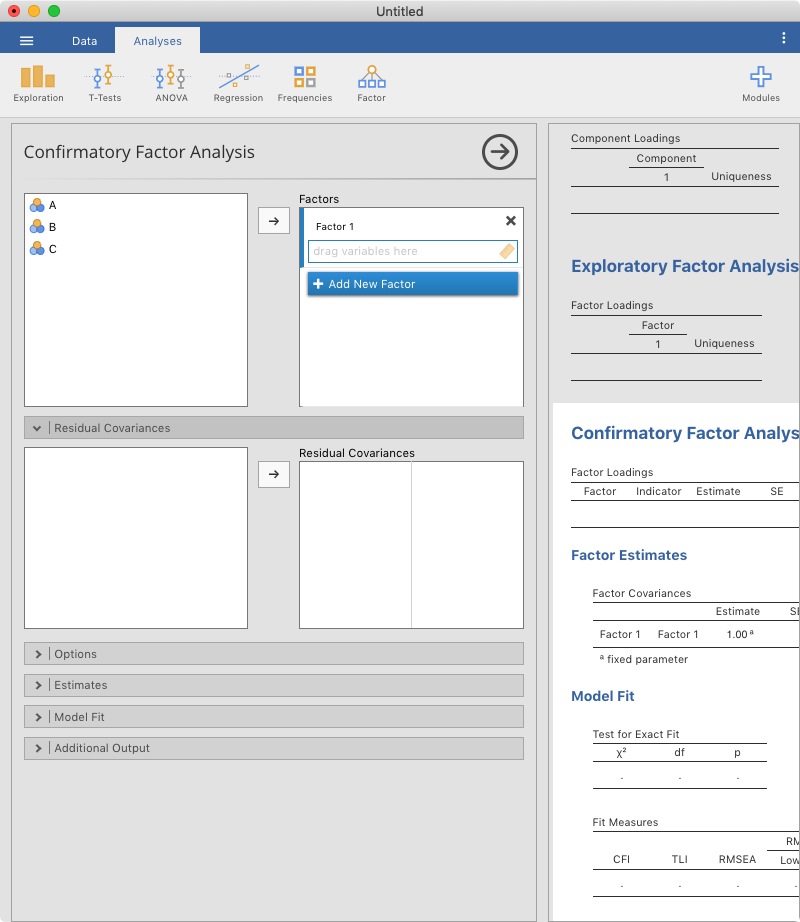 Untitled
Data
Analyses
Exploration
T-Tests
ANOVA
Regression
Frequencies
Factor
Modules
Confirmatory Factor Analysis
A
B
C
Factors
Factor 1
drag variables here
Add New Factor
Residual Covariances
Residual Covariances
Options
Estimates
Model Fit
Additional Output
Component Loadings
Component
1 Uniqueness
Exploratory Factor Analysis
Factor Loadings
Factor
1 Uniqueness
Confirmatory Factor Analys
Factor Loadings
Factor Indicator Estimate SE
Factor Estimates
Factor Covariances
Estimate SE
Factor 1 Factor 1 1.00 ᵃ
ᵃ fixed parameter
Model Fit
Test for Exact Fit
χ² df p
. . .
Fit Measures
RM
CFI TLI RMSEA Low
. . . .